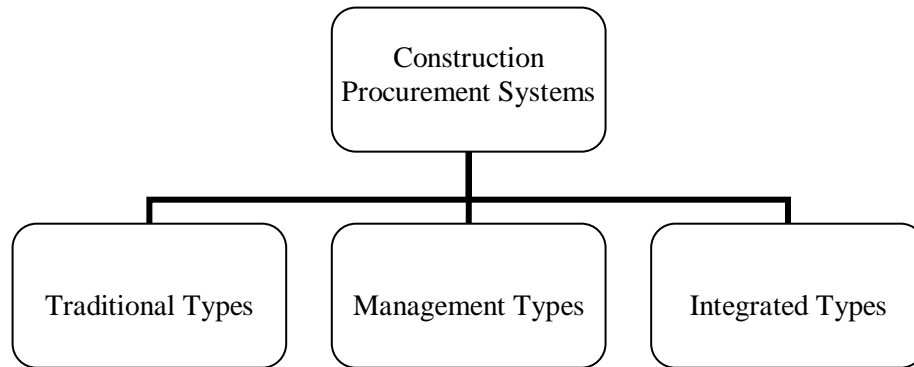 Construction
Procurement Systems
Traditional Types
Management Types
Integrated Types